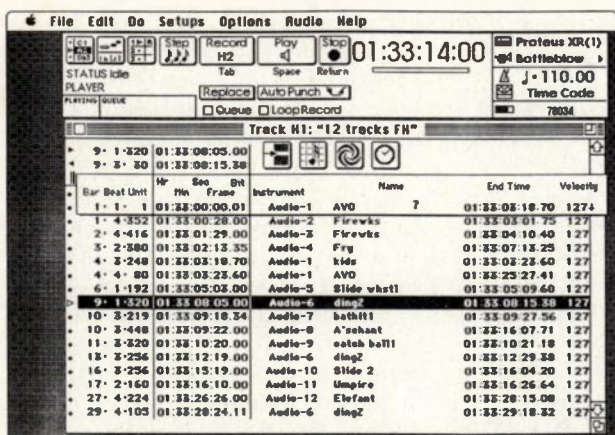 File Edit Do Setups Options Audio Help
Step Record Play Stop 01:33:14:00 Proteus XR(1)
H2 Bottleblow
STATUS Idle Tab Space Return ♩=110.00
PLAYER Replace Auto Punch Time Code
PLAYING QUEUE Queue Loop Record 78034
Track H1: "12 tracks FH"
9· 1·320 01:33:08:05.00
9· 3· 30 01:33:08:15.38
Hr Sec Bit
Bar Beat Unit Min Frame Instrument Name End Time Velocity
1· 1· 1 01:33:00:00.01 Audio-1 AVO ? 01:33:03:18.70 127
1· 4·352 01:33:00:28.00 Audio-2 Firewks 01:33:03:01.75 127
2· 4·416 01:33:01:29.00 Audio-3 Firewks 01:33:04:10.40 127
3· 2·380 01:33:02:13.35 Audio-4 Fry 01:33:07:13.25 127
4· 3·248 01:33:03:18.70 Audio-1 kids 01:33:03:23.60 127
4· 4· 80 01:33:03:23.60 Audio-1 AVO 01:33:25:27.41 127
6· 1·192 01:33:05:03.00 Audio-5 Slide whstl 01:33:05:09.60 127
9· 1·320 01:33:08:05.00 Audio-6 dingZ 01:33:08:15.38 127
10· 3·219 01:33:09:18.34 Audio-7 bathit1 01:33:09:27.56 127
10· 3·448 01:33:09:22.00 Audio-8 A'schant 01:33:16:07.71 127
11· 3·320 01:33:10:20.00 Audio-9 catch ball1 01:33:10:21.18 127
13· 3·256 01:33:12:19.00 Audio-6 dingZ 01:33:12:29.38 127
16· 3·256 01:33:15:19.00 Audio-10 Slide 2 01:33:16:04.20 127
17· 2·160 01:33:16:10.00 Audio-11 Umpire 01:33:16:26.64 127
27· 4·224 01:33:26:26.00 Audio-12 Elefant 01:33:28:15.08 127
29· 4·105 01:33:28:24.11 Audio-6 dingZ 01:33:29:18.32 127